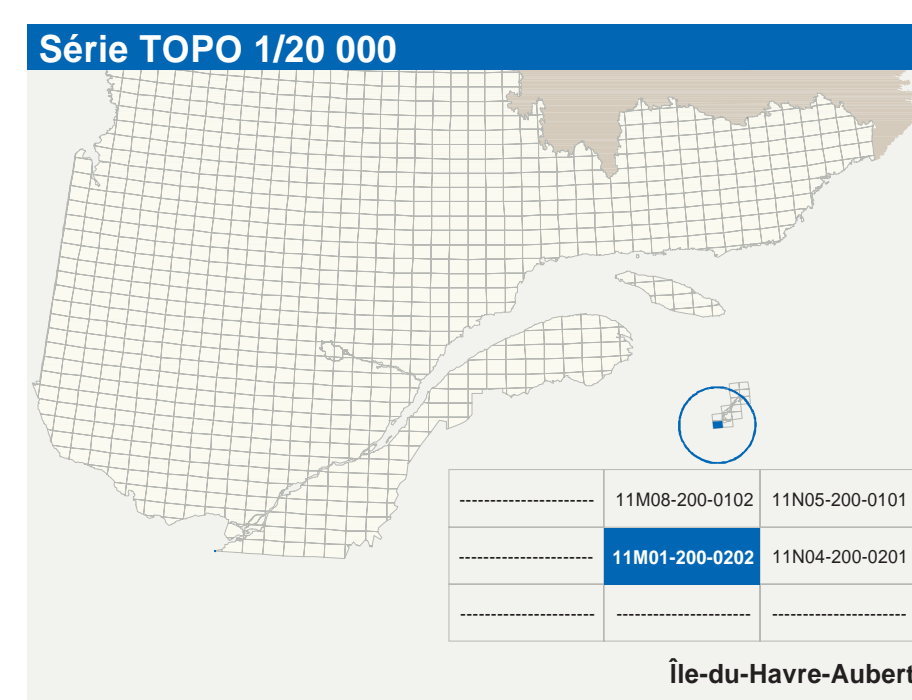 Série TOPO 1/20 000
---------------------- 11M08-200-0102 11N05-200-0101
---------------------- 11M01-200-0202 11N04-200-0201
---------------------- ---------------------- ----------------------
Île-du-Havre-Aubert